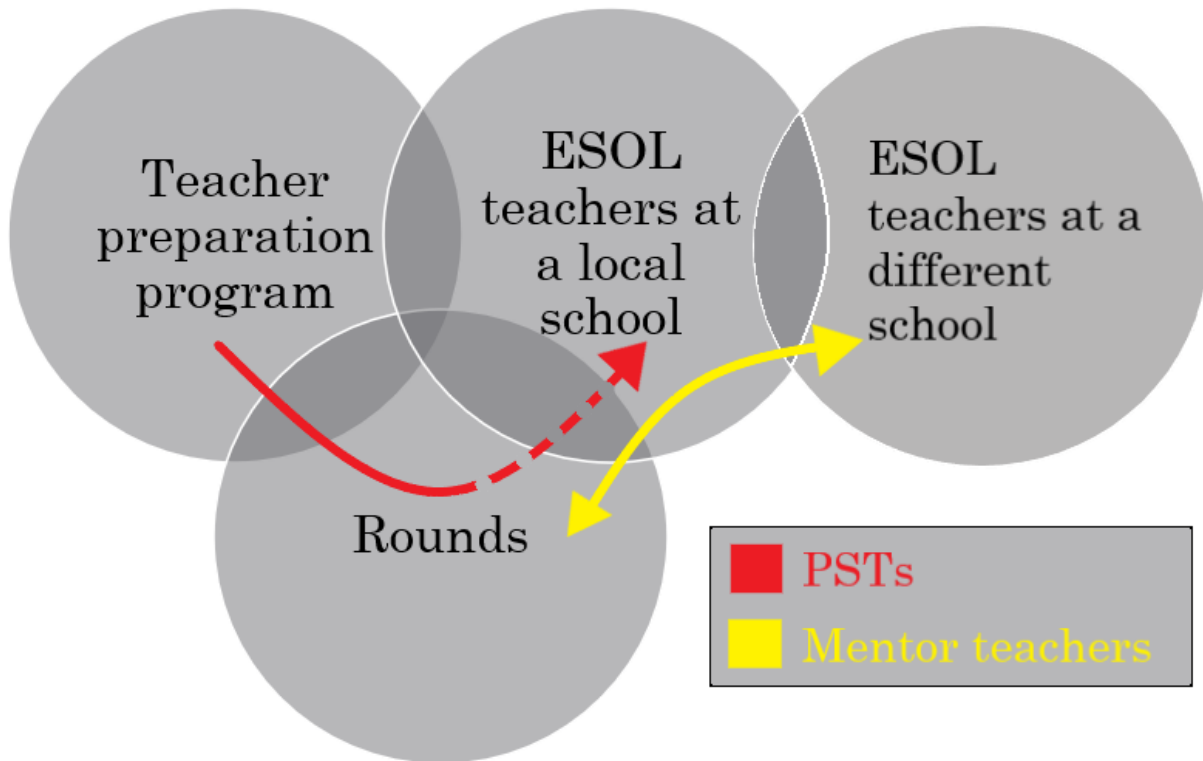 Teacher
preparation
program
ESOL
teachers at
a local
school
ESOL
teachers at a
different
school
Rounds
PSTs
Mentor teachers